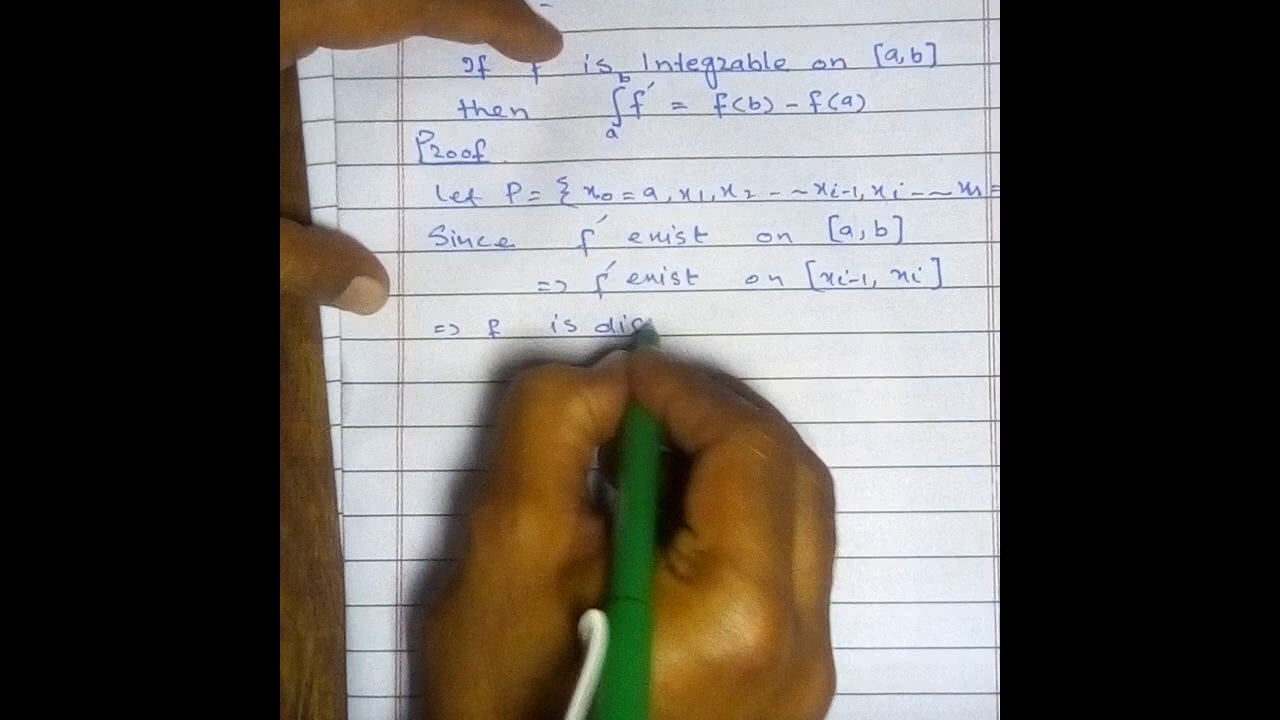 If f is Integrable on [a,b]
then ∫ₐᵇ f′ = f(b) - f(a)
Proof
Let P = { x₀ = a, x₁, x₂ -- ~ xᵢ₋₁, xᵢ -- ~ xₙ =
Since f′ exist on [a, b]
=> f′ exist on [xᵢ₋₁, xᵢ]
=> f is